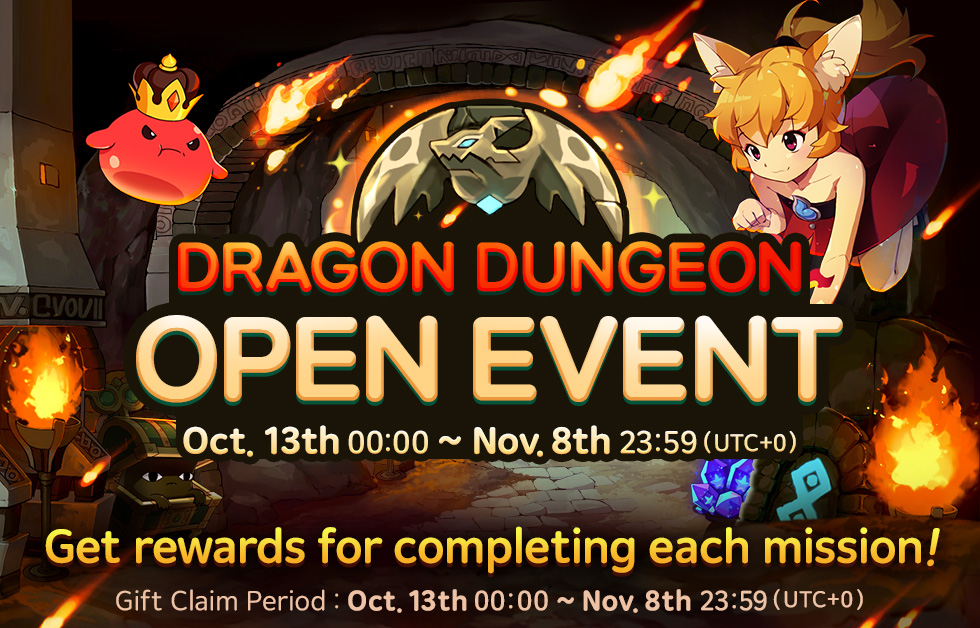 DRAGON DUNGEON
OPEN EVENT
Oct. 13th 00:00 ~ Nov. 8th 23:59 (UTC+0)
Get rewards for completing each mission!
Gift Claim Period : Oct. 13th 00:00 ~ Nov. 8th 23:59 (UTC+0)